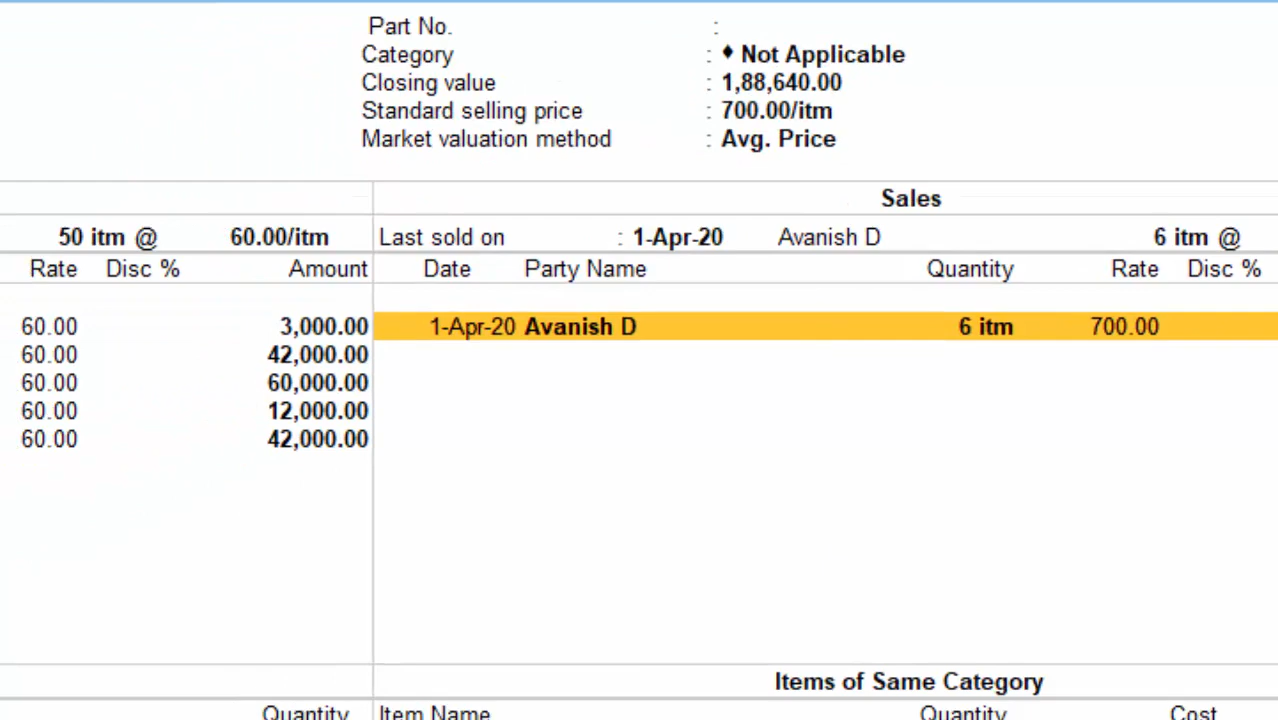 Part No. :
Category : ♦ Not Applicable
Closing value : 1,88,640.00
Standard selling price : 700.00/itm
Market valuation method : Avg. Price
Sales
50 itm @ 60.00/itm Last sold on : 1-Apr-20 Avanish D 6 itm @
Rate Disc % Amount Date Party Name Quantity Rate Disc %
60.00 3,000.00 1-Apr-20 Avanish D 6 itm 700.00
60.00 42,000.00
60.00 60,000.00
60.00 12,000.00
60.00 42,000.00
Items of Same Category
Quantity Item Name Quantity Cost